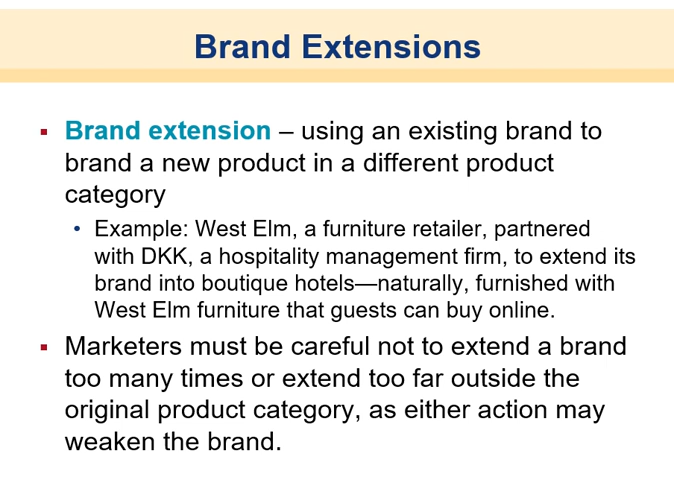 Brand Extensions
▪ Brand extension – using an existing brand to
brand a new product in a different product
category
• Example: West Elm, a furniture retailer, partnered
with DKK, a hospitality management firm, to extend its
brand into boutique hotels—naturally, furnished with
West Elm furniture that guests can buy online.
▪ Marketers must be careful not to extend a brand
too many times or extend too far outside the
original product category, as either action may
weaken the brand.